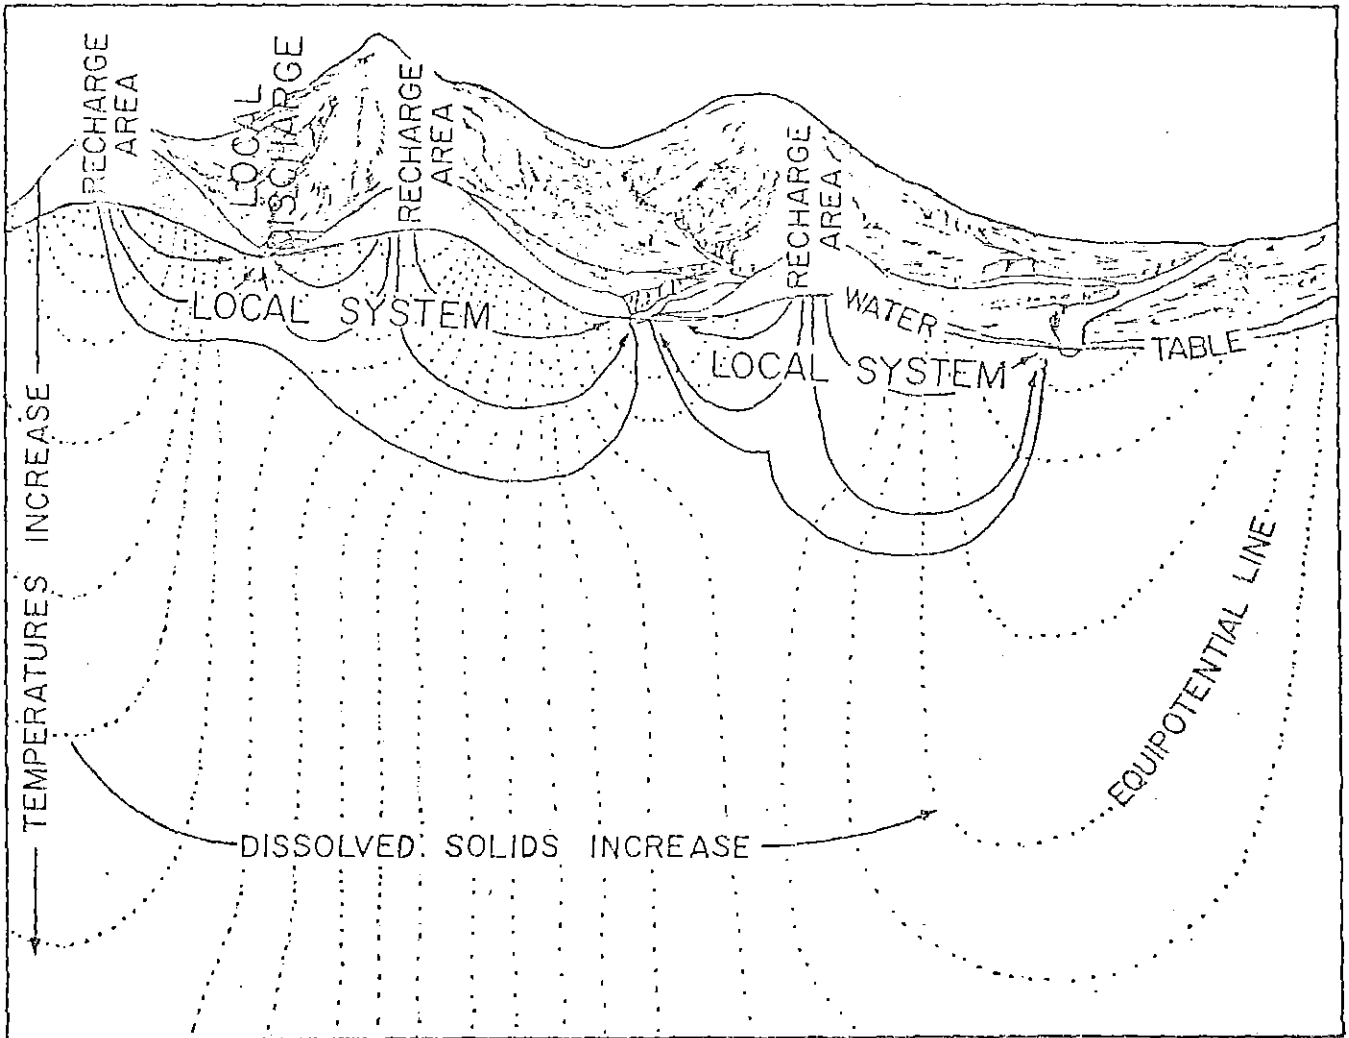 RECHARGE
AREA
LOCAL
DISCHARGE
RECHARGE
AREA
RECHARGE
AREA
LOCAL SYSTEM
WATER TABLE
LOCAL SYSTEM
TEMPERATURES INCREASE
EQUIPOTENTIAL LINE
DISSOLVED SOLIDS INCREASE